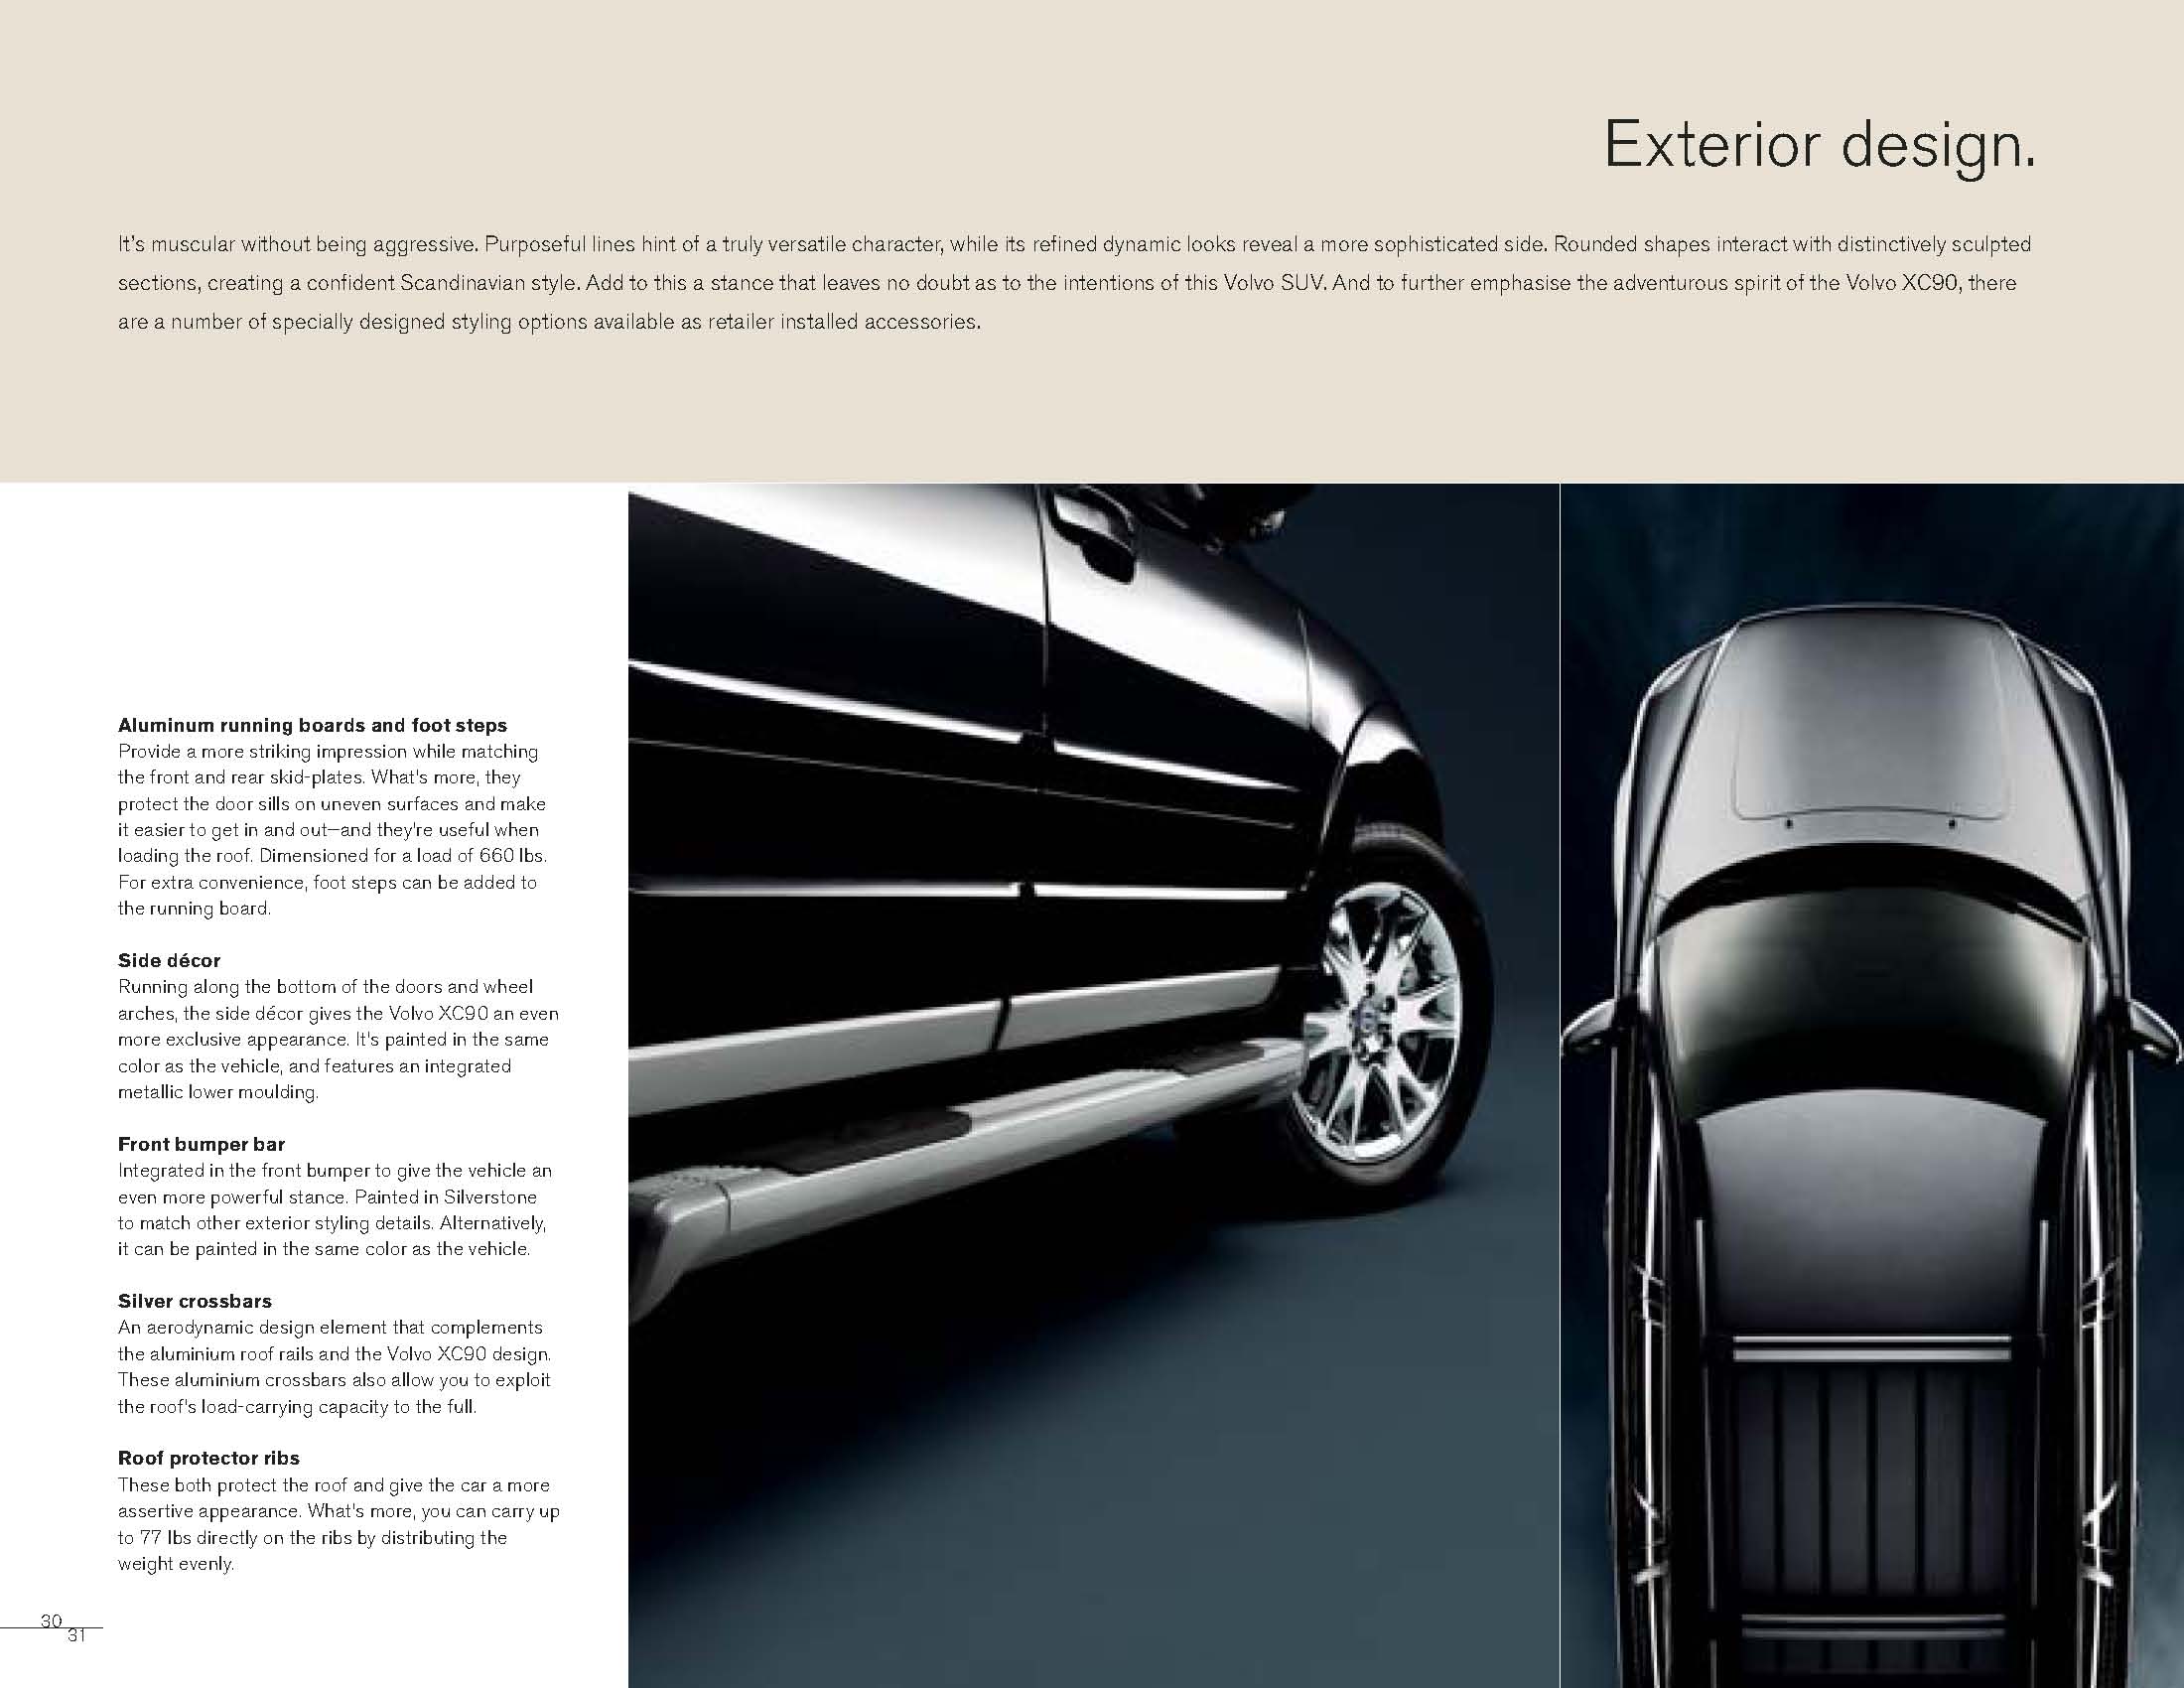 Exterior design.
It's muscular without being aggressive. Purposeful lines hint of a truly versatile character, while its refined dynamic looks reveal a more sophisticated side. Rounded shapes interact with distinctively sculpted
sections, creating a confident Scandinavian style. Add to this a stance that leaves no doubt as to the intentions of this Volvo SUV. And to further emphasise the adventurous spirit of the Volvo XC90, there
are a number of specially designed styling options available as retailer installed accessories.
Aluminum running boards and foot steps
Provide a more striking impression while matching
the front and rear skid-plates. What's more, they
protect the door sills on uneven surfaces and make
it easier to get in and out—and they're useful when
loading the roof. Dimensioned for a load of 660 lbs.
For extra convenience, foot steps can be added to
the running board.
Side décor
Running along the bottom of the doors and wheel
arches, the side décor gives the Volvo XC90 an even
more exclusive appearance. It's painted in the same
color as the vehicle, and features an integrated
metallic lower moulding.
Front bumper bar
Integrated in the front bumper to give the vehicle an
even more powerful stance. Painted in Silverstone
to match other exterior styling details. Alternatively,
it can be painted in the same color as the vehicle.
Silver crossbars
An aerodynamic design element that complements
the aluminium roof rails and the Volvo XC90 design.
These aluminium crossbars also allow you to exploit
the roof's load-carrying capacity to the full.
Roof protector ribs
These both protect the roof and give the car a more
assertive appearance. What's more, you can carry up
to 77 lbs directly on the ribs by distributing the
weight evenly.
30
31